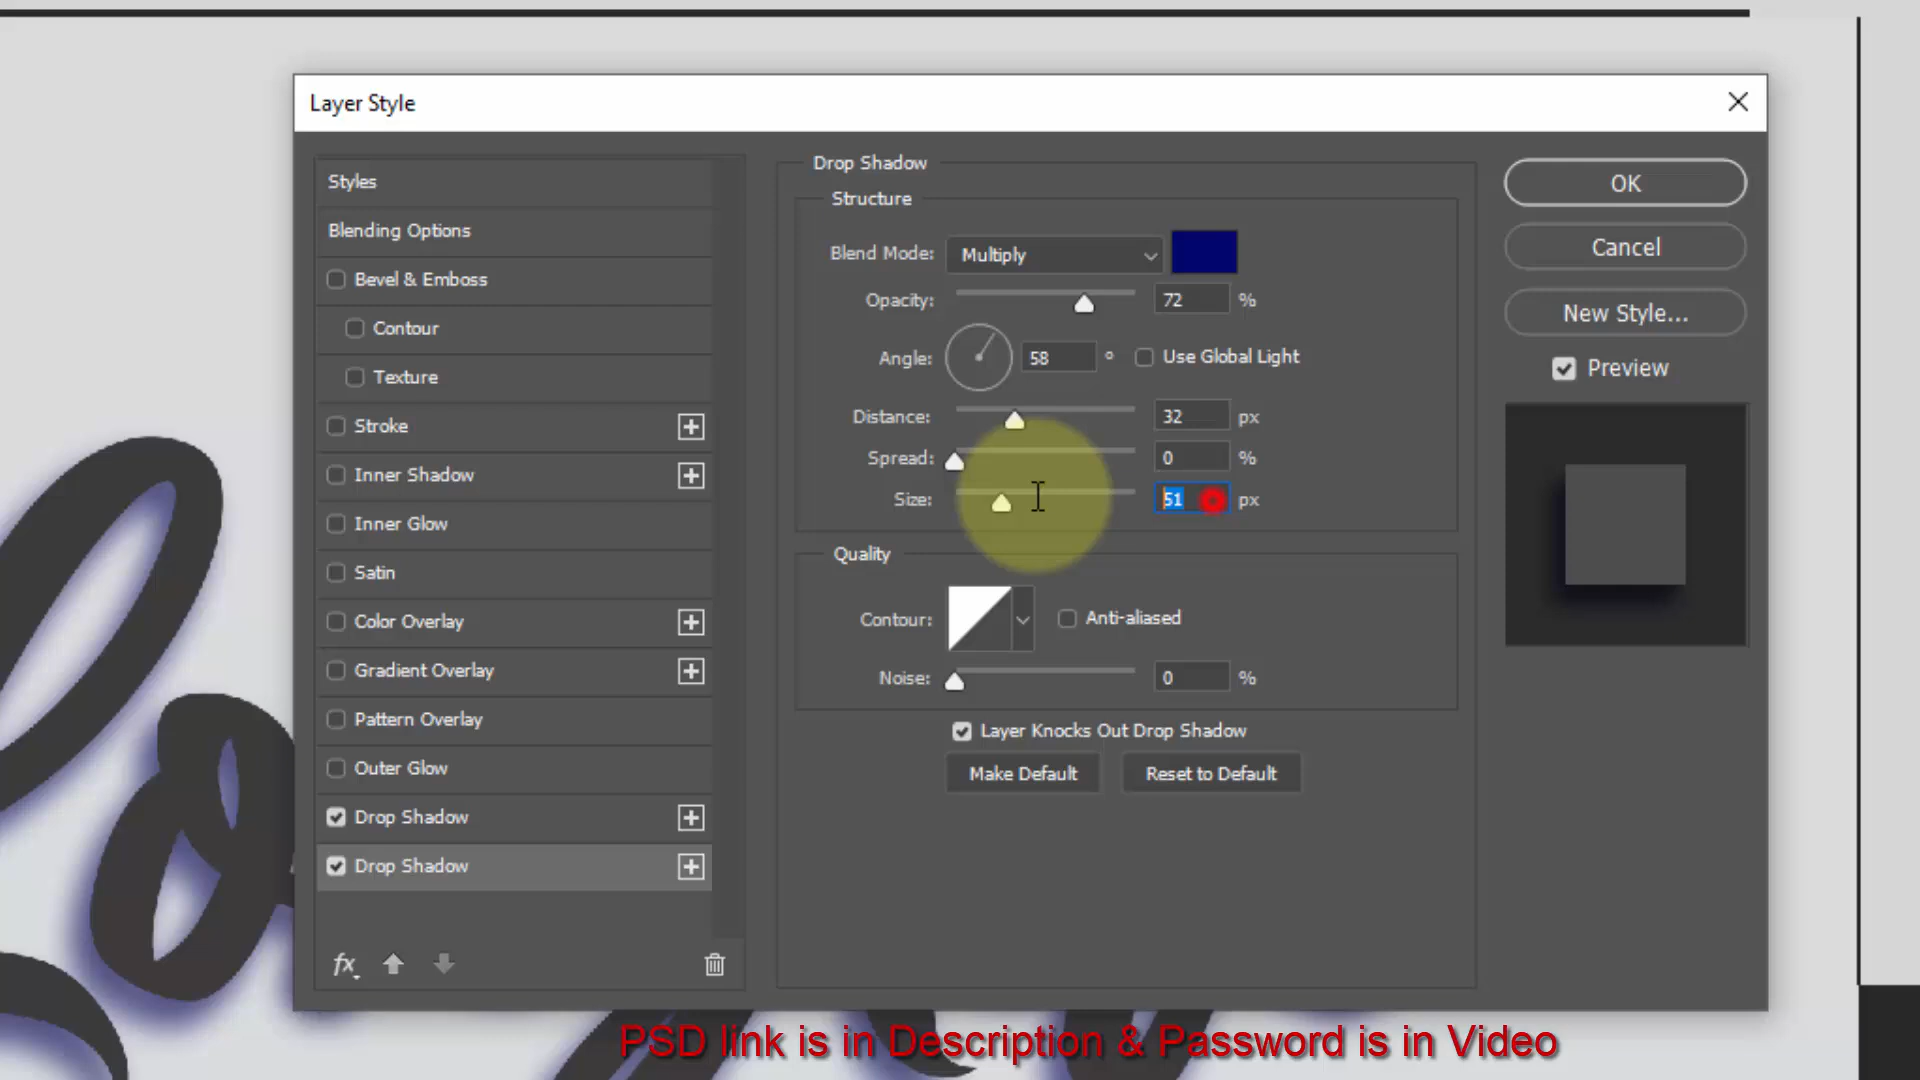 Layer Style
Styles
Blending Options
Bevel & Emboss
Contour
Texture
Stroke
Inner Shadow
Inner Glow
Satin
Color Overlay
Gradient Overlay
Pattern Overlay
Outer Glow
Drop Shadow
Drop Shadow
fx
Drop Shadow
Structure
Blend Mode: Multiply
Opacity: 72 %
Angle: 58 ° Use Global Light
Distance: 32 px
Spread: 0 %
Size: 51 px
Quality
Contour: Anti-aliased
Noise: 0 %
Layer Knocks Out Drop Shadow
Make Default Reset to Default
OK
Cancel
New Style...
Preview
PSD link is in Description & Password is in Video